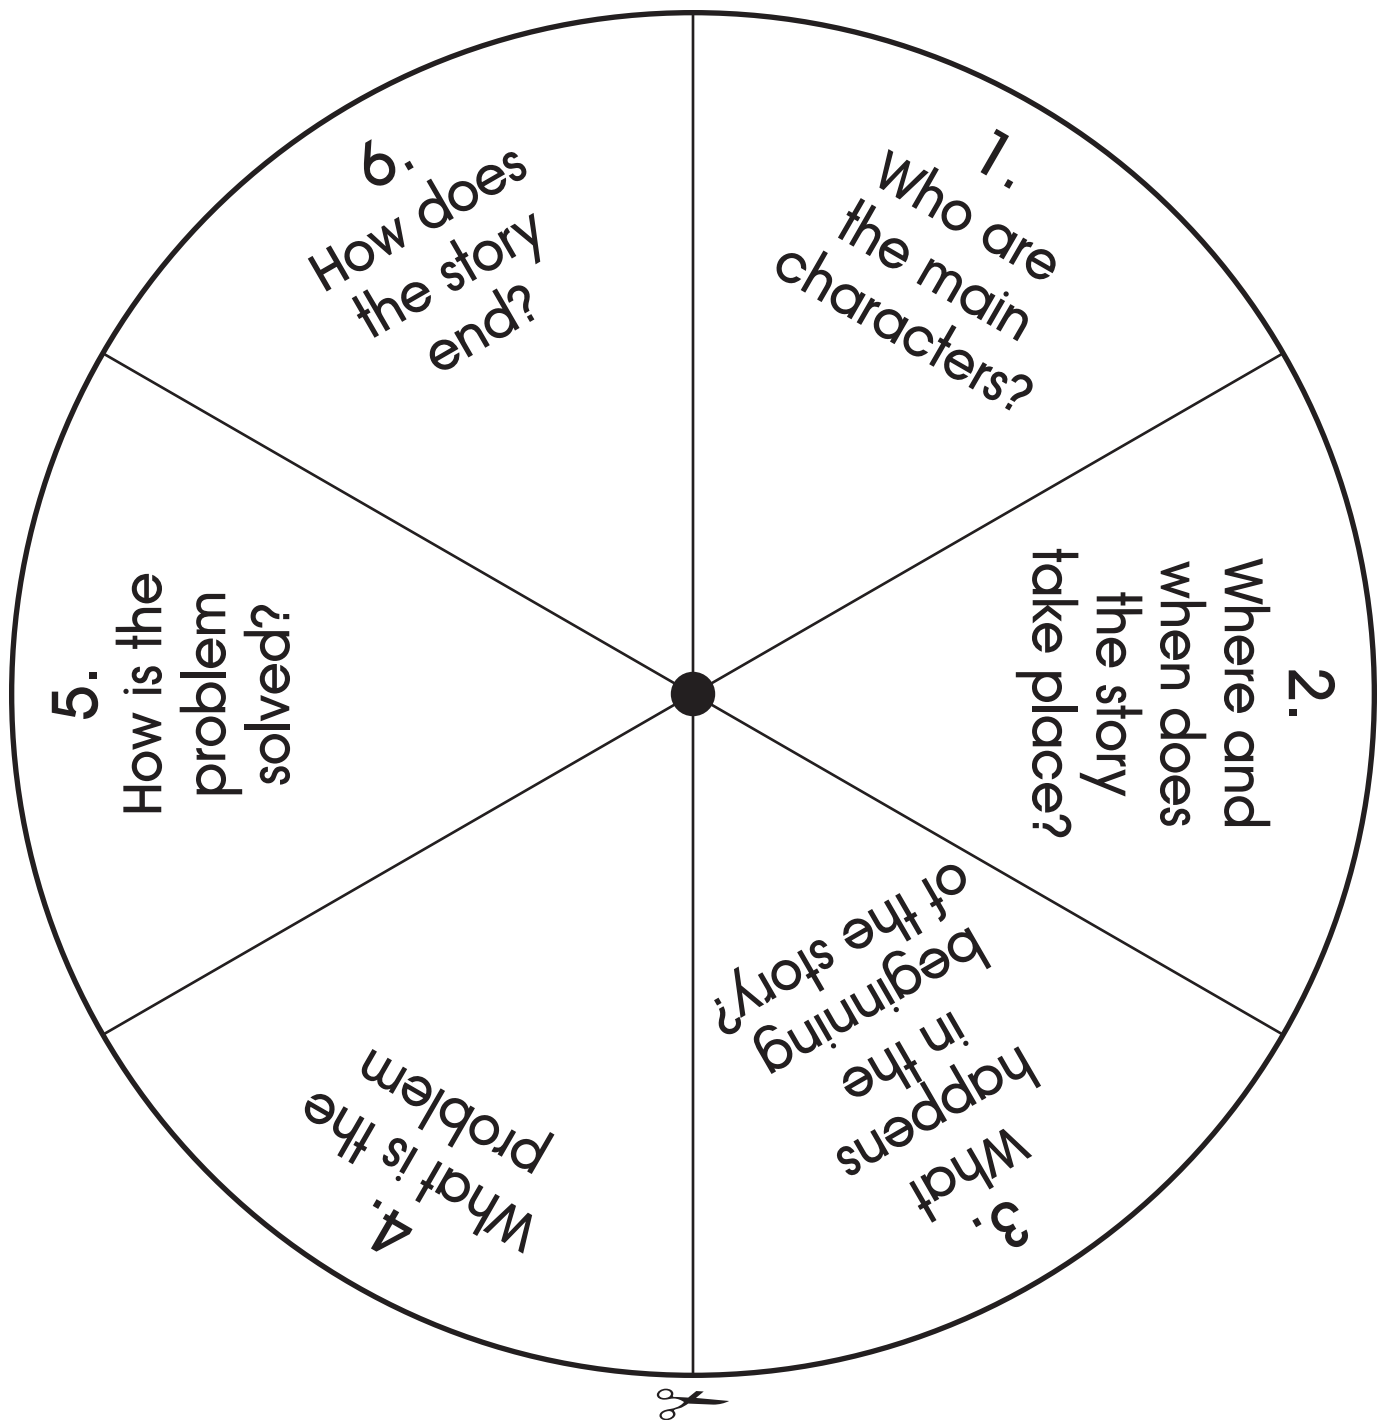 1.
Who are
the main
characters?
2.
Where and
when does
the story
take place?
3.
What
happens
in the
beginning
of the story?
4.
What is the
problem
5.
How is the
problem
solved?
6.
How does
the story
end?